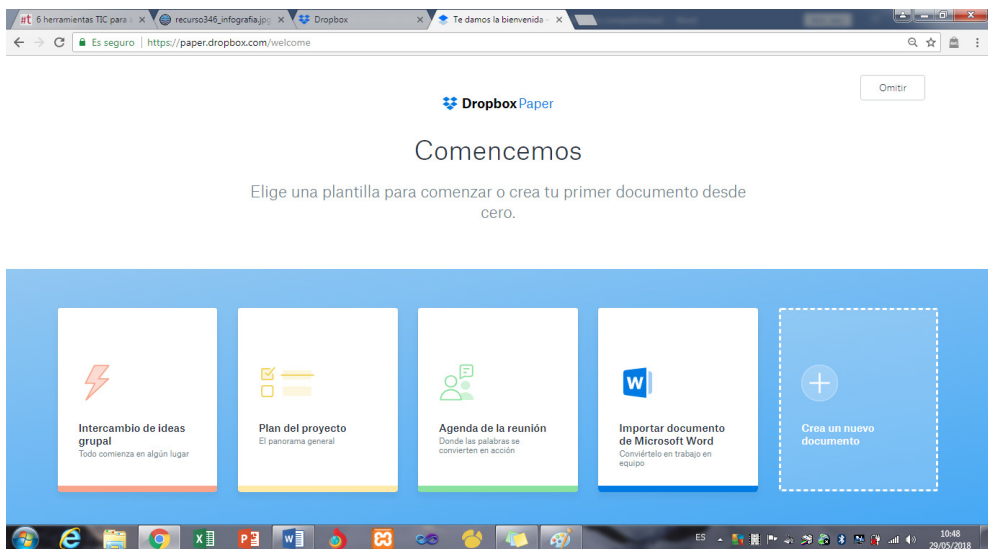 #t 6 herramientas TIC para
recurso346_infografia.jpg
Dropbox
Te damos la bienvenida -
Es seguro
https://paper.dropbox.com/welcome
Omitir
Dropbox Paper
Comencemos
Elige una plantilla para comenzar o crea tu primer documento desde
cero.
Intercambio de ideas
grupal
Todo comienza en algún lugar
Plan del proyecto
El panorama general
Agenda de la reunión
Donde las palabras se
convierten en acción
W
Importar documento
de Microsoft Word
Conviértelo en trabajo en
equipo
Crea un nuevo
documento
ES
10:48
29/05/2018